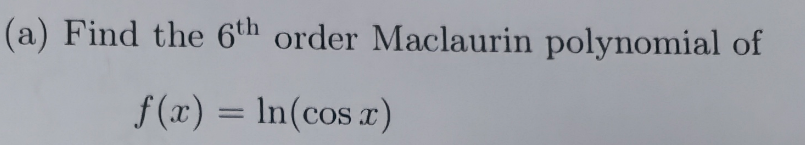 (a) Find the 6th order Maclaurin polynomial of
f(x) = ln(cos x)